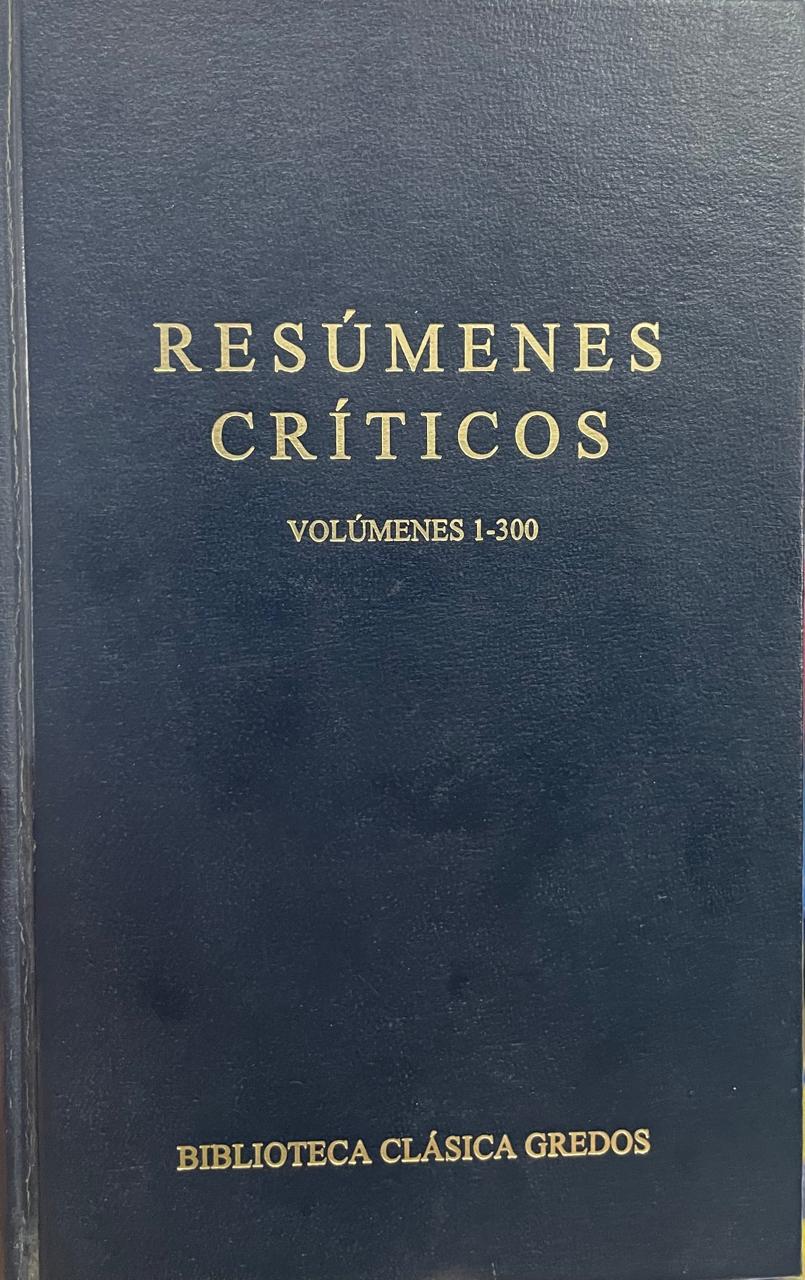 RESÚMENES
CRÍTICOS
VOLÚMENES 1-300
BIBLIOTECA CLÁSICA GREDOS